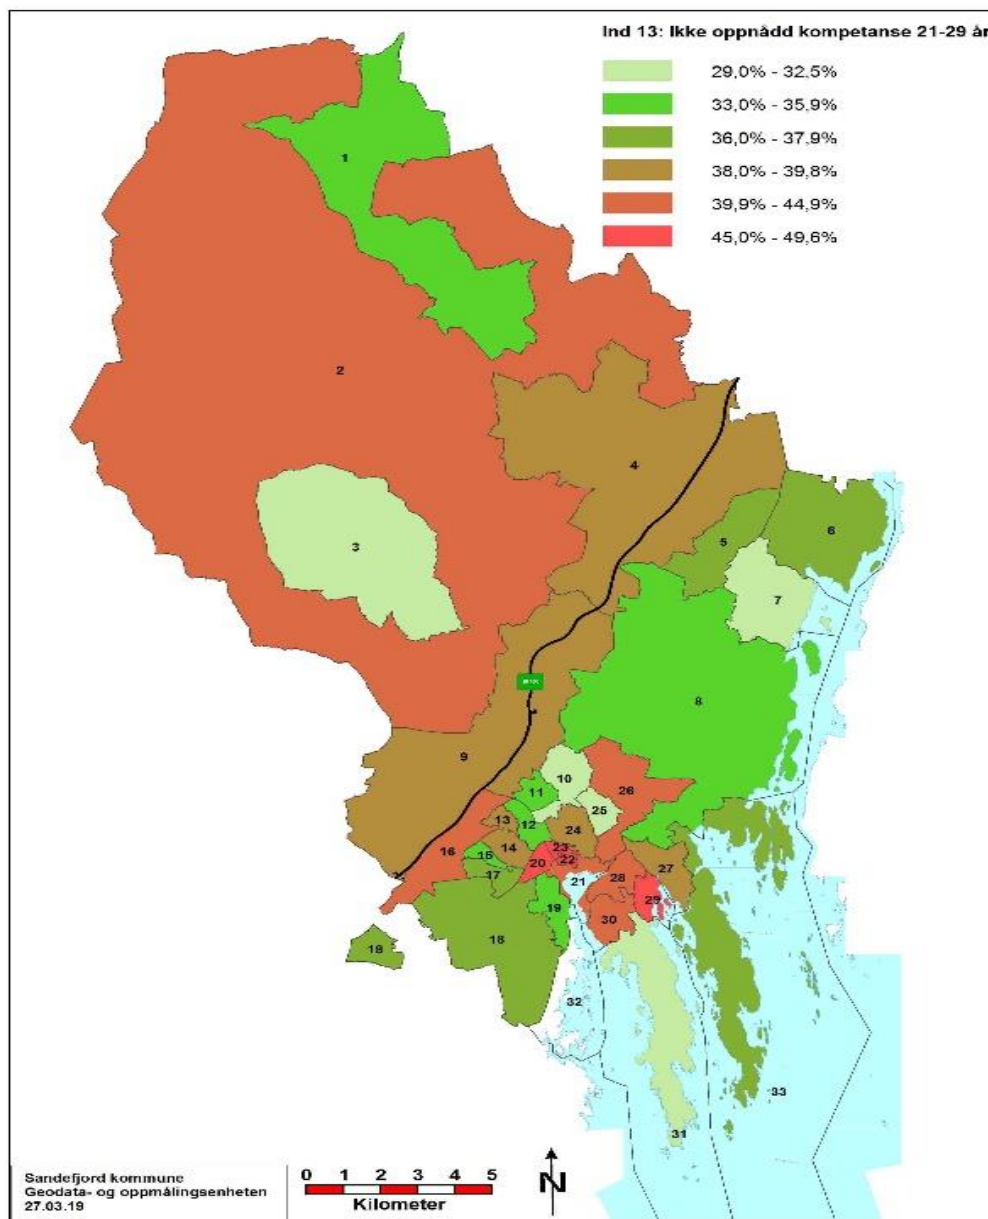 Ind 13: Ikke oppnådd kompetanse 21-29 år
29,0% - 32,5%
33,0% - 35,9%
36,0% - 37,9%
38,0% - 39,8%
39,9% - 44,9%
45,0% - 49,6%
1
2
3
4
5
6
7
8
9
10
11
12
13
14
15
16
17
18
18
19
20
21
22
23
24
25
26
27
28
29
30
31
32
33
Sandefjord kommune
Geodata- og oppmålingsenheten
27.03.19
0 1 2 3 4 5
Kilometer
N